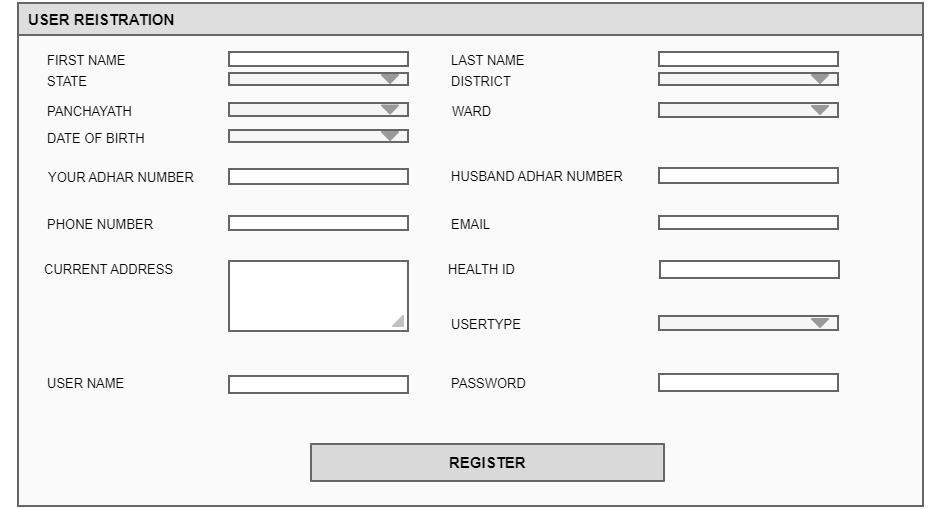 USER REISTRATION
FIRST NAME
LAST NAME
STATE
DISTRICT
PANCHAYATH
WARD
DATE OF BIRTH
YOUR ADHAR NUMBER
HUSBAND ADHAR NUMBER
PHONE NUMBER
EMAIL
CURRENT ADDRESS
HEALTH ID
USERTYPE
USER NAME
PASSWORD
REGISTER